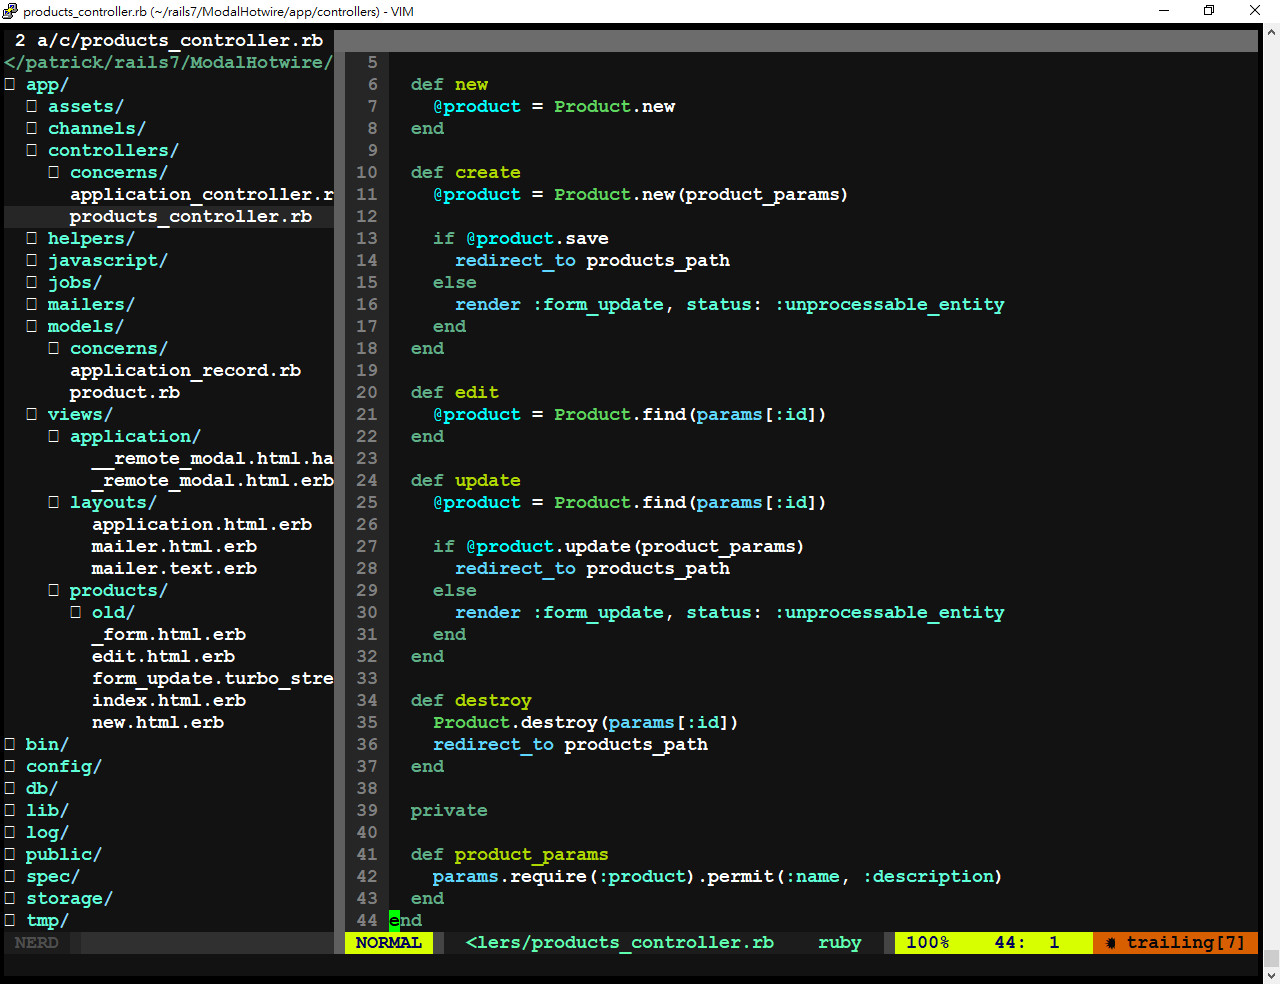 products_controller.rb (~/rails7/ModalHotwire/app/controllers) - VIM
2 a/c/products_controller.rb
</patrick/rails7/ModalHotwire/
app/
assets/
channels/
controllers/
concerns/
application_controller.r
products_controller.rb
helpers/
javascript/
jobs/
mailers/
models/
concerns/
application_record.rb
product.rb
views/
application/
__remote_modal.html.ha
_remote_modal.html.erb
layouts/
application.html.erb
mailer.html.erb
mailer.text.erb
products/
old/
_form.html.erb
edit.html.erb
form_update.turbo_stre
index.html.erb
new.html.erb
bin/
config/
db/
lib/
log/
public/
spec/
storage/
tmp/
NERD
5
6 def new
7 @product = Product.new
8 end
9
10 def create
11 @product = Product.new(product_params)
12
13 if @product.save
14 redirect_to products_path
15 else
16 render :form_update, status: :unprocessable_entity
17 end
18 end
19
20 def edit
21 @product = Product.find(params[:id])
22 end
23
24 def update
25 @product = Product.find(params[:id])
26
27 if @product.update(product_params)
28 redirect_to products_path
29 else
30 render :form_update, status: :unprocessable_entity
31 end
32 end
33
34 def destroy
35 Product.destroy(params[:id])
36 redirect_to products_path
37 end
38
39 private
40
41 def product_params
42 params.require(:product).permit(:name, :description)
43 end
44 end
NORMAL <lers/products_controller.rb ruby 100% 44: 1 trailing[7]